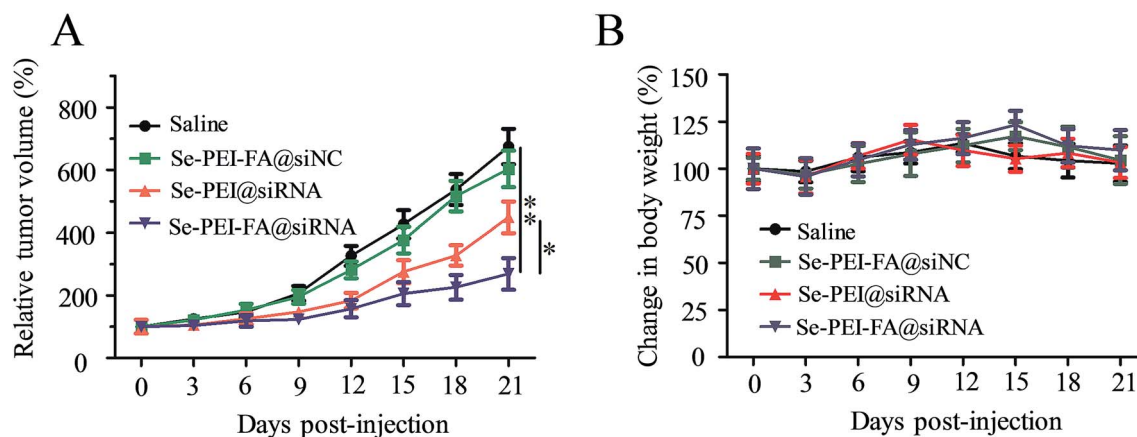 A
Relative tumor volume (%)
800
600
400
200
0
Saline
Se-PEI-FA@siNC
Se-PEI@siRNA
Se-PEI-FA@siRNA
**
*
0 3 6 9 12 15 18 21
Days post-injection
B
Change in body weight (%)
150
125
100
75
50
25
0
Saline
Se-PEI-FA@siNC
Se-PEI@siRNA
Se-PEI-FA@siRNA
0 3 6 9 12 15 18 21
Days post-injection